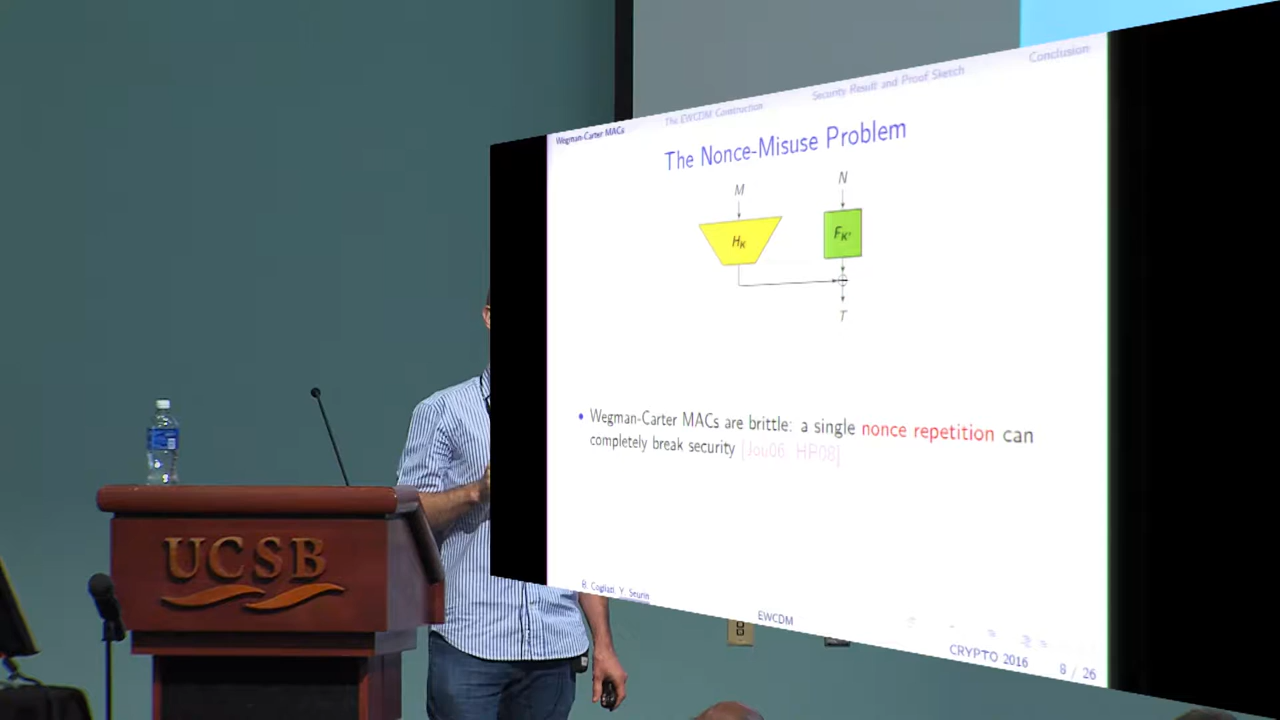 Wegman-Carter MACs
The EWCDM Construction
Security Result and Proof Sketch
Conclusion
The Nonce-Misuse Problem
M
N
H_K
F_K'
T
• Wegman-Carter MACs are brittle: a single nonce repetition can
completely break security [Jou06, HP08]
B. Cogliati, Y. Seurin
EWCDM
CRYPTO 2016
8 / 26
UCSB